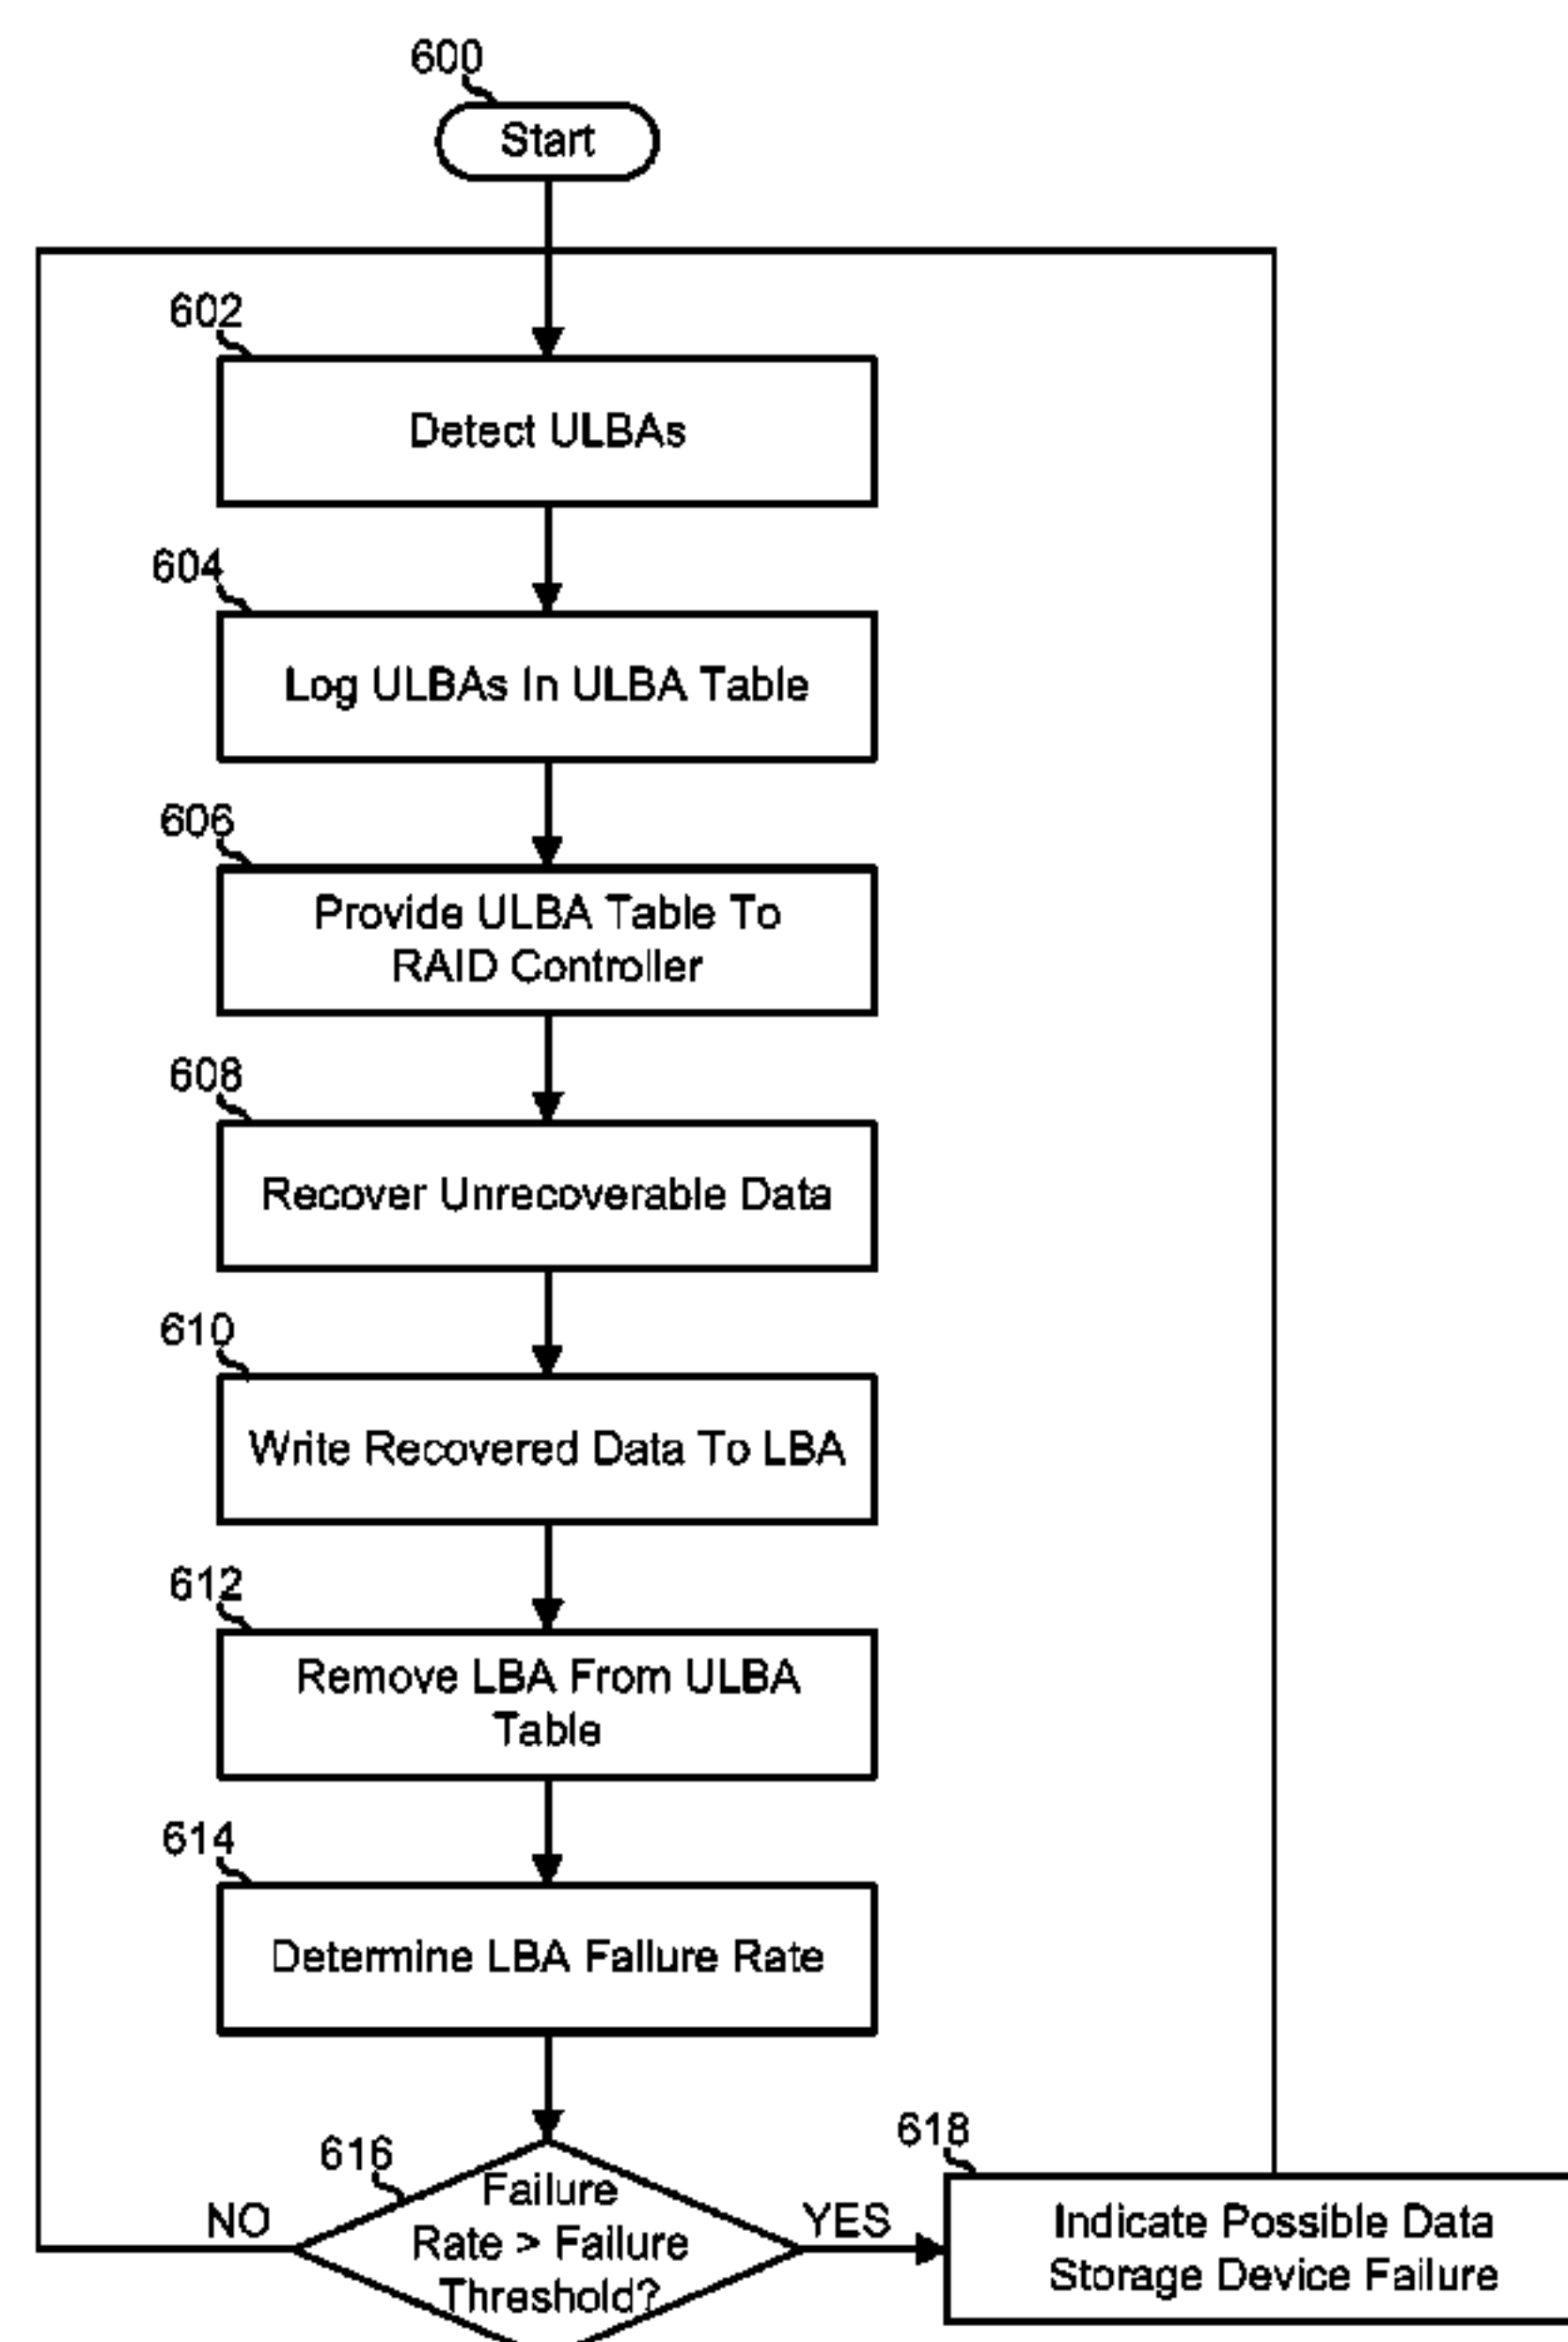 600
Start
602
Detect ULBAs
604
Log ULBAs In ULBA Table
606
Provide ULBA Table To
RAID Controller
608
Recover Unrecoverable Data
610
Write Recovered Data To LBA
612
Remove LBA From ULBA
Table
614
Determine LBA Failure Rate
616
Failure
Rate > Failure
Threshold?
NO
YES
618
Indicate Possible Data
Storage Device Failure